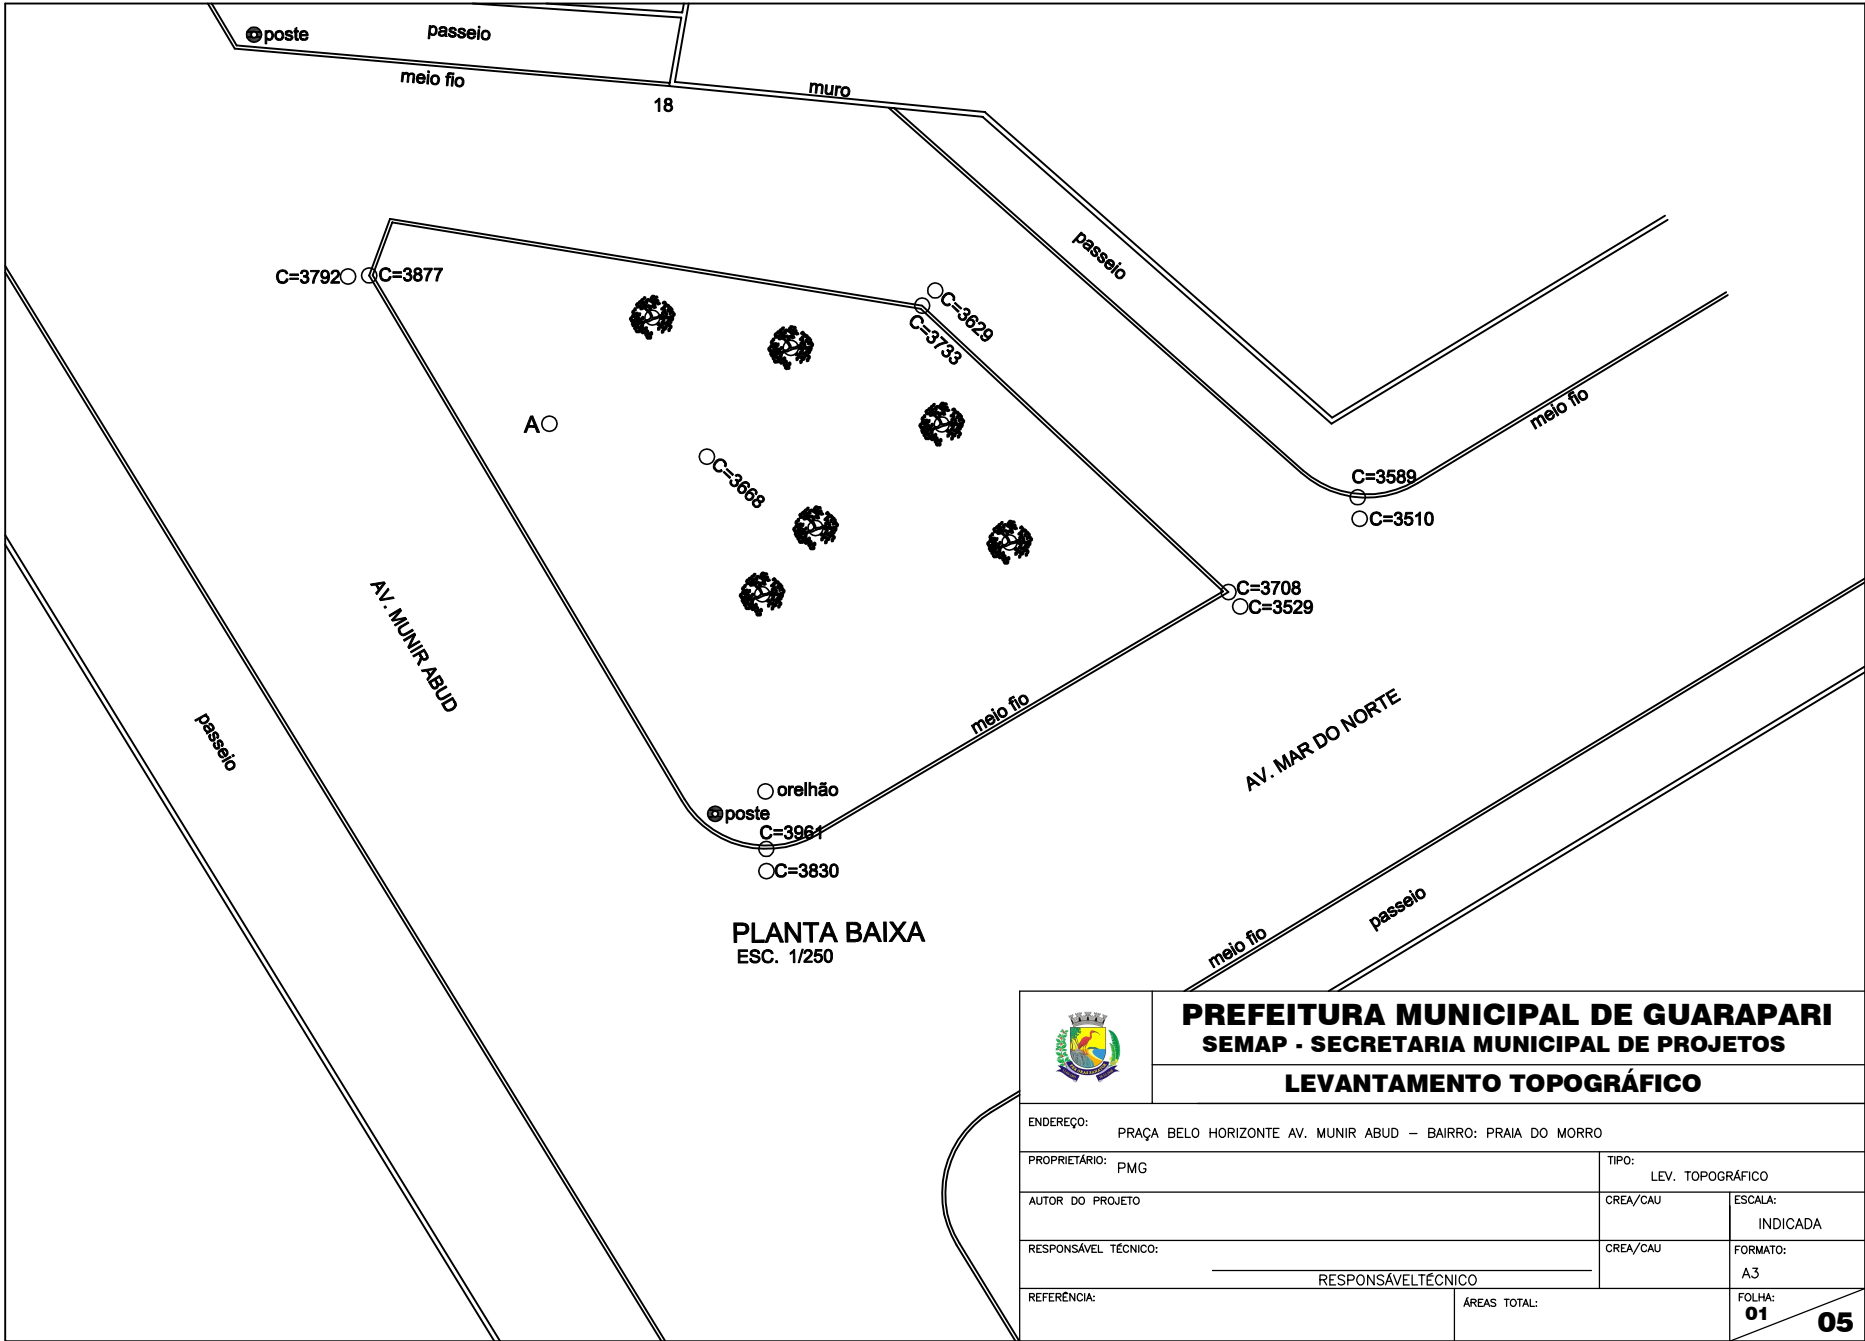 poste
passeio
meio fio
18
muro
passeio
C=3792
C=3877
C=3629
C=3733
A
C=3668
meio fio
C=3589
C=3510
C=3708
C=3529
AV. MUNIR ABUD
passeio
meio fio
AV. MAR DO NORTE
orelhão
poste
C=3961
C=3830
passeio
meio fio
PLANTA BAIXA
ESC. 1/250
PREFEITURA MUNICIPAL DE GUARAPARI
SEMAP - SECRETARIA MUNICIPAL DE PROJETOS
LEVANTAMENTO TOPOGRÁFICO
ENDEREÇO:
PRAÇA BELO HORIZONTE AV. MUNIR ABUD – BAIRRO: PRAIA DO MORRO
PROPRIETÁRIO: PMG
TIPO:
LEV. TOPOGRÁFICO
AUTOR DO PROJETO
CREA/CAU
ESCALA:
INDICADA
RESPONSÁVEL TÉCNICO:
RESPONSÁVELTÉCNICO
CREA/CAU
FORMATO:
A3
REFERÊNCIA:
ÁREAS TOTAL:
FOLHA:
01
05